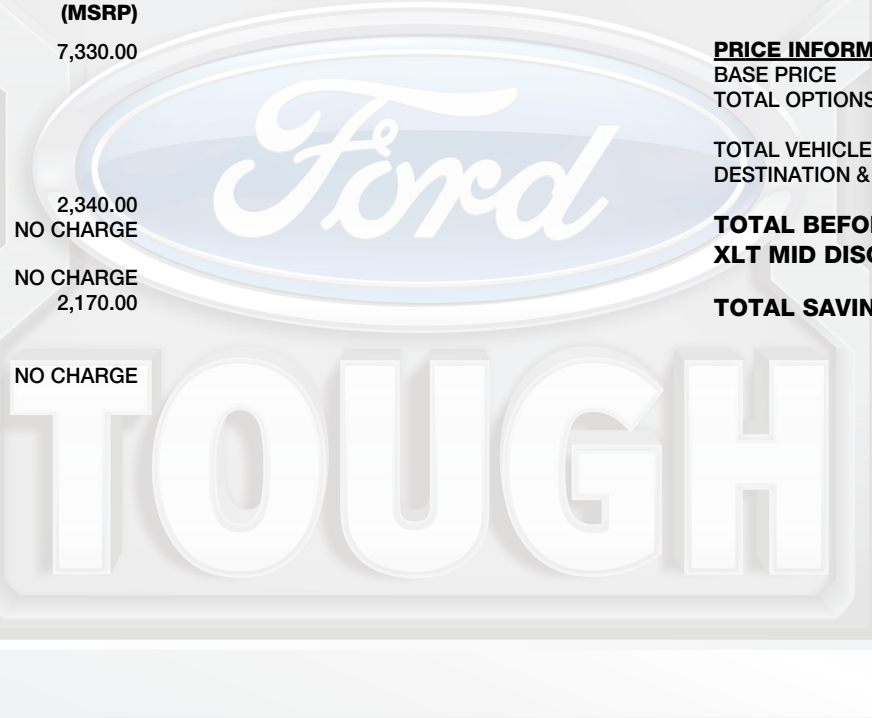 (MSRP)
7,330.00
2,340.00
NO CHARGE
NO CHARGE
2,170.00
NO CHARGE
PRICE INFORM
BASE PRICE
TOTAL OPTIONS
TOTAL VEHICLE
DESTINATION &
TOTAL BEFO
XLT MID DISC
TOTAL SAVIN
Ford
TOUGH